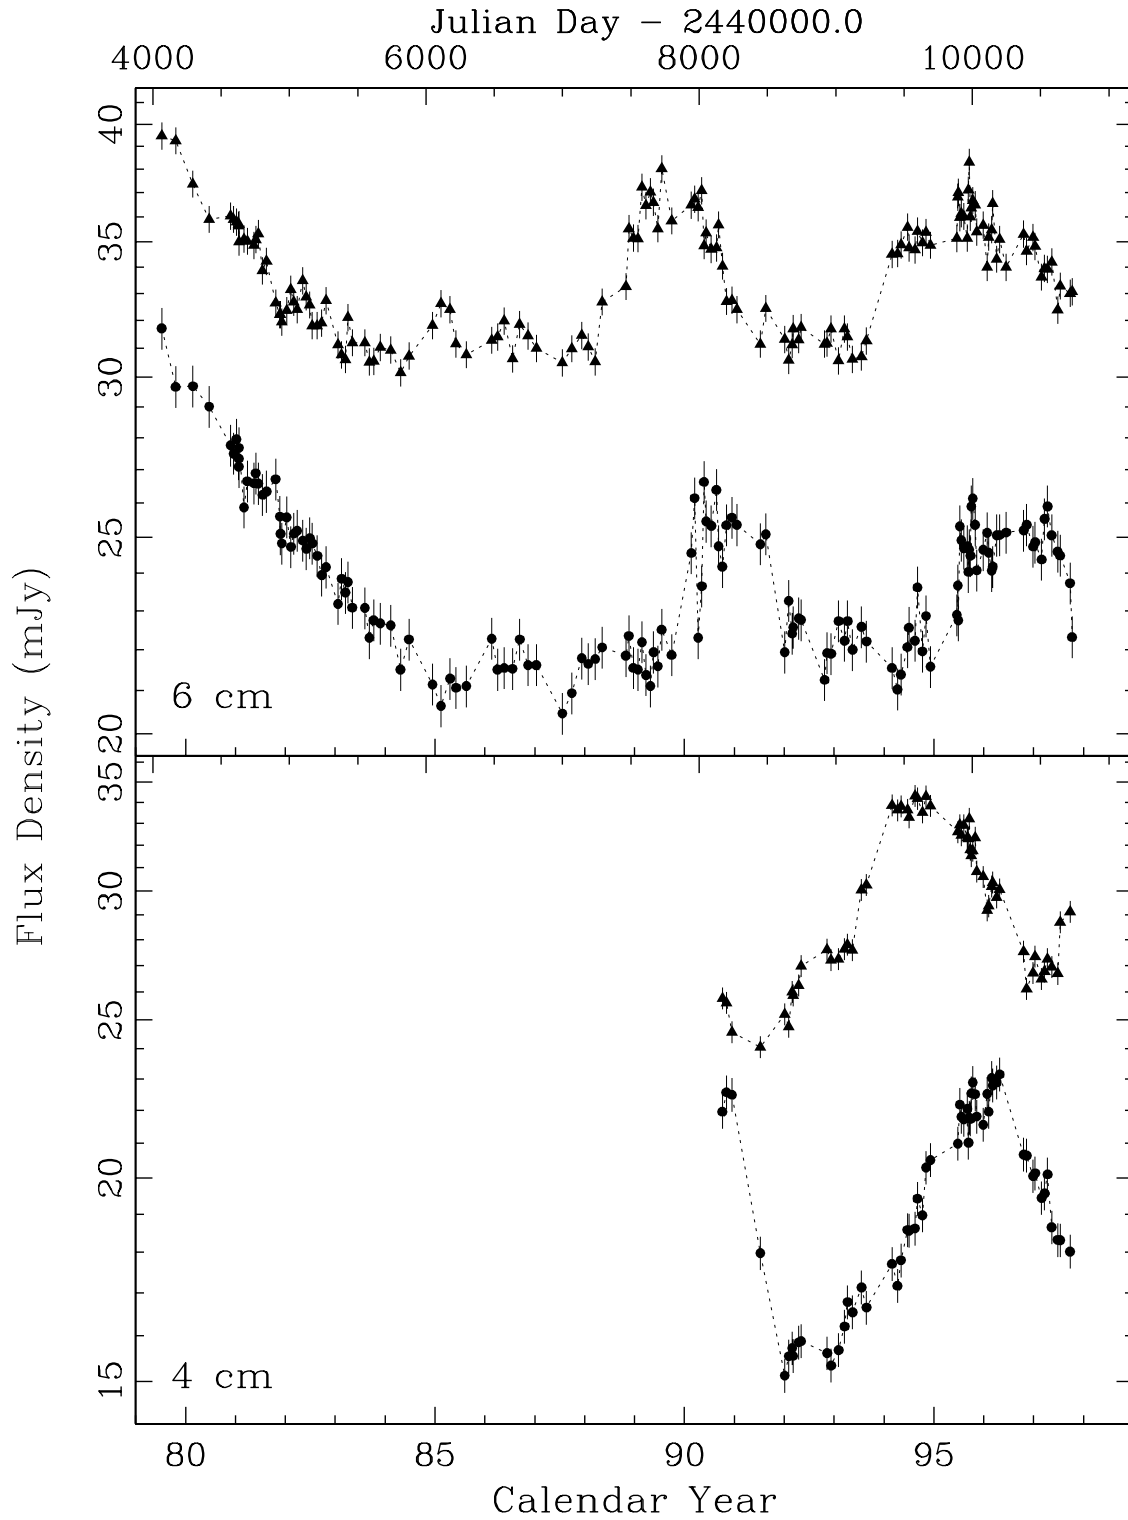 Julian Day − 2440000.0
4000 6000 8000 10000
40
35
30
25
20
6 cm
Flux Density (mJy)
35
30
25
20
15
4 cm
80 85 90 95
Calendar Year